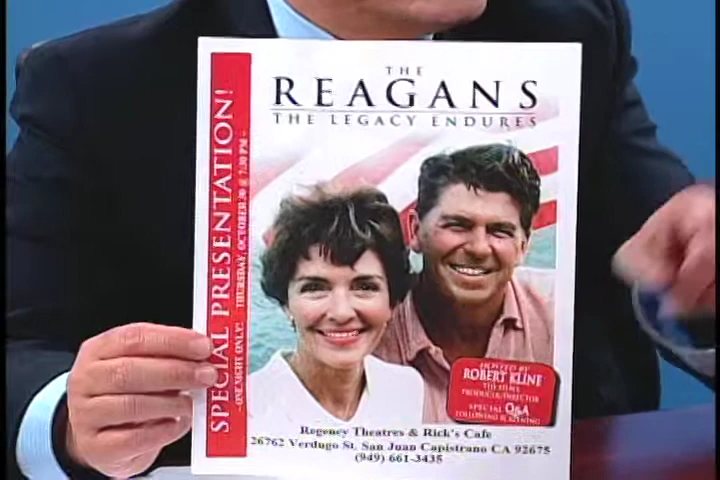 THE
REAGANS
THE LEGACY ENDURES
SPECIAL PRESENTATION!
- ONE NIGHT ONLY! THURSDAY, OCTOBER 30 @ 7:30 PM -
HOSTED BY
ROBERT KLINE
THE FILMS
PRODUCER/DIRECTOR
SPECIAL Q&A
FOLLOWING SCREENING
Regency Theatres & Rick's Cafe
26762 Verdugo St. San Juan Capistrano CA 92675
(949) 661-3435